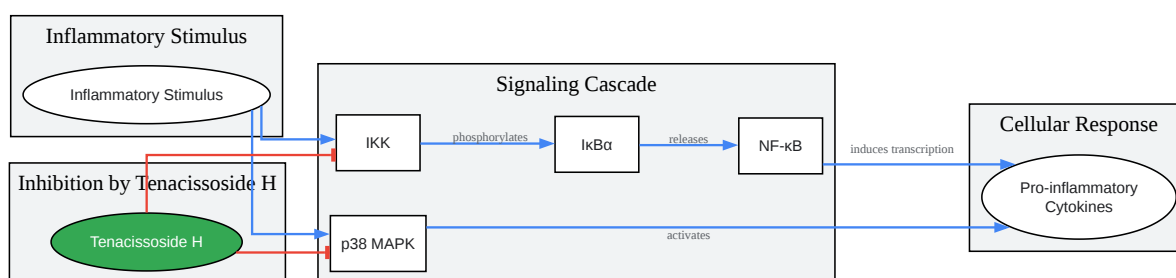 Inflammatory Stimulus
Inflammatory Stimulus
Inhibition by Tenacissoside H
Tenacissoside H
Signaling Cascade
IKK
phosphorylates
IκBα
releases
NF-κB
induces transcription
p38 MAPK
activates
Cellular Response
Pro-inflammatory
Cytokines